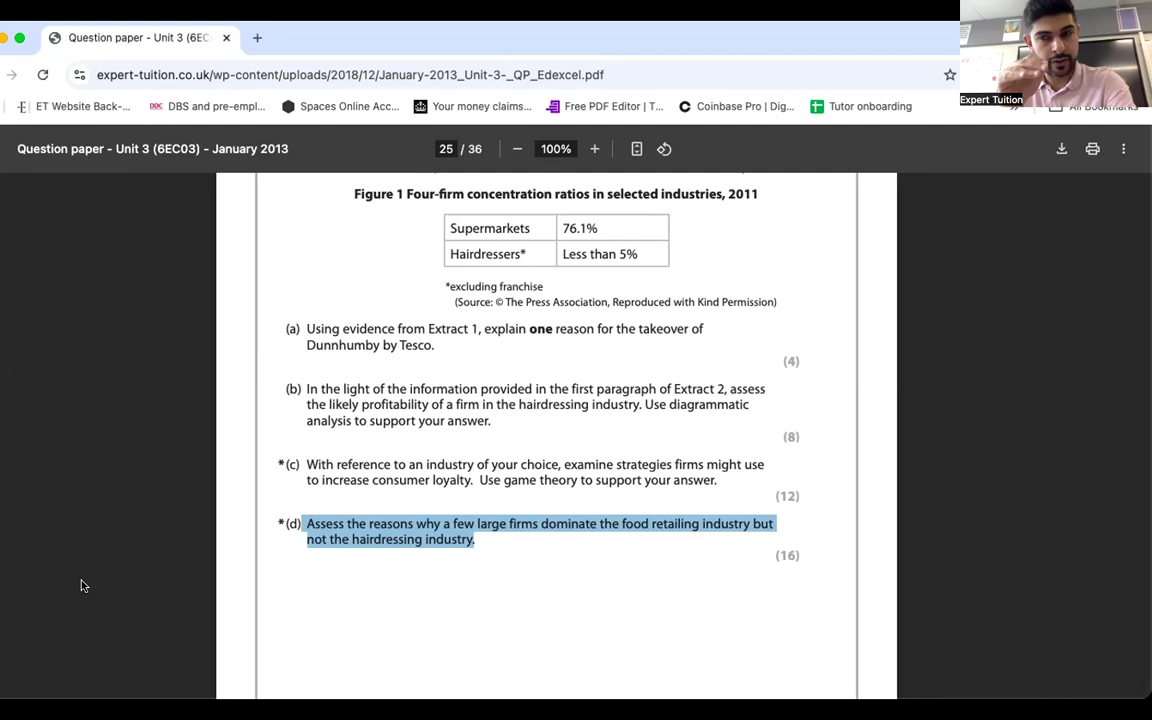 Question paper - Unit 3 (6EC
expert-tuition.co.uk/wp-content/uploads/2018/12/January-2013_Unit-3-_QP_Edexcel.pdf
ET Website Back-...
DBS and pre-empl...
Spaces Online Acc...
Your money claims...
Free PDF Editor | T...
Coinbase Pro | Dig...
Tutor onboarding
All Bookmarks
Expert Tuition
Question paper - Unit 3 (6EC03) - January 2013
25 / 36
100%
Figure 1 Four-firm concentration ratios in selected industries, 2011
Supermarkets 76.1%
Hairdressers* Less than 5%
*excluding franchise
(Source: © The Press Association, Reproduced with Kind Permission)
(a) Using evidence from Extract 1, explain one reason for the takeover of
Dunnhumby by Tesco.
(4)
(b) In the light of the information provided in the first paragraph of Extract 2, assess
the likely profitability of a firm in the hairdressing industry. Use diagrammatic
analysis to support your answer.
(8)
*(c) With reference to an industry of your choice, examine strategies firms might use
to increase consumer loyalty. Use game theory to support your answer.
(12)
*(d) Assess the reasons why a few large firms dominate the food retailing industry but
not the hairdressing industry.
(16)